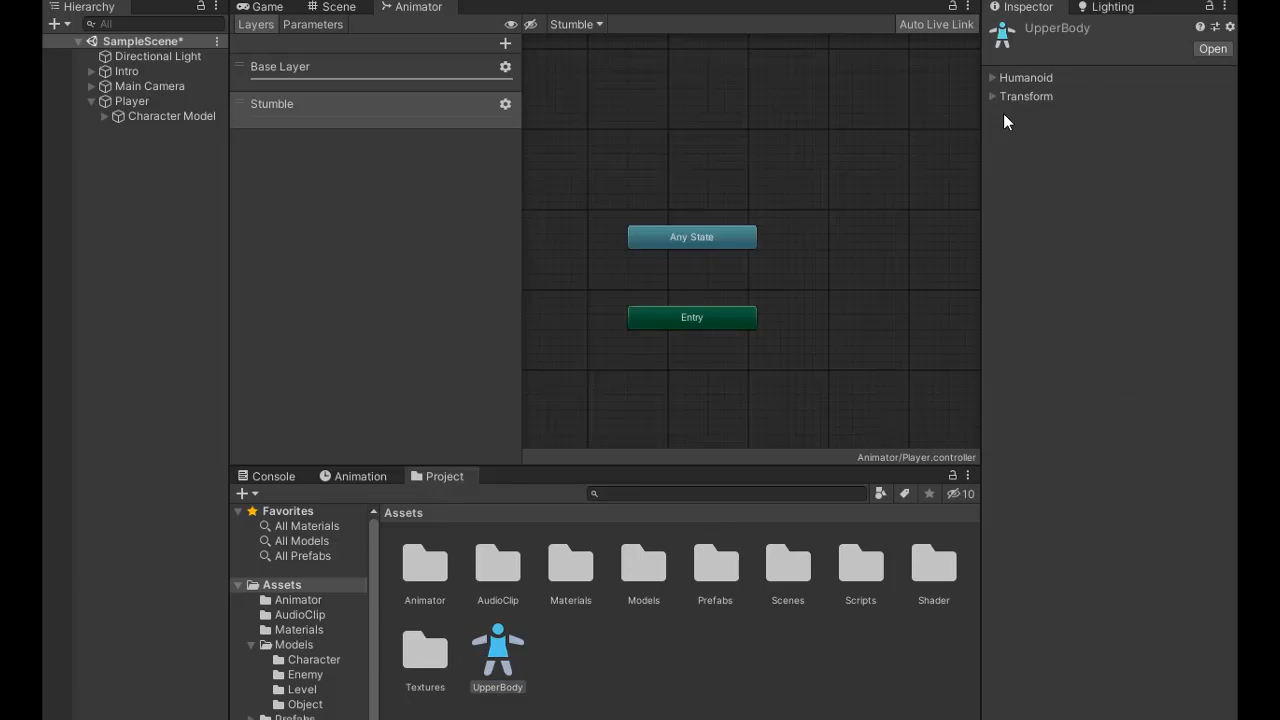 Hierarchy
All
SampleScene*
Directional Light
Intro
Main Camera
Player
Character Model
Game
Scene
Animator
Layers
Parameters
Stumble
Auto Live Link
Base Layer
Stumble
Any State
Entry
Animator/Player.controller
Inspector
Lighting
UpperBody
Open
Humanoid
Transform
Console
Animation
Project
10
Favorites
All Materials
All Models
All Prefabs
Assets
Animator
AudioClip
Materials
Models
Character
Enemy
Level
Object
Prefabs
Assets
Animator
AudioClip
Materials
Models
Prefabs
Scenes
Scripts
Shader
Textures
UpperBody